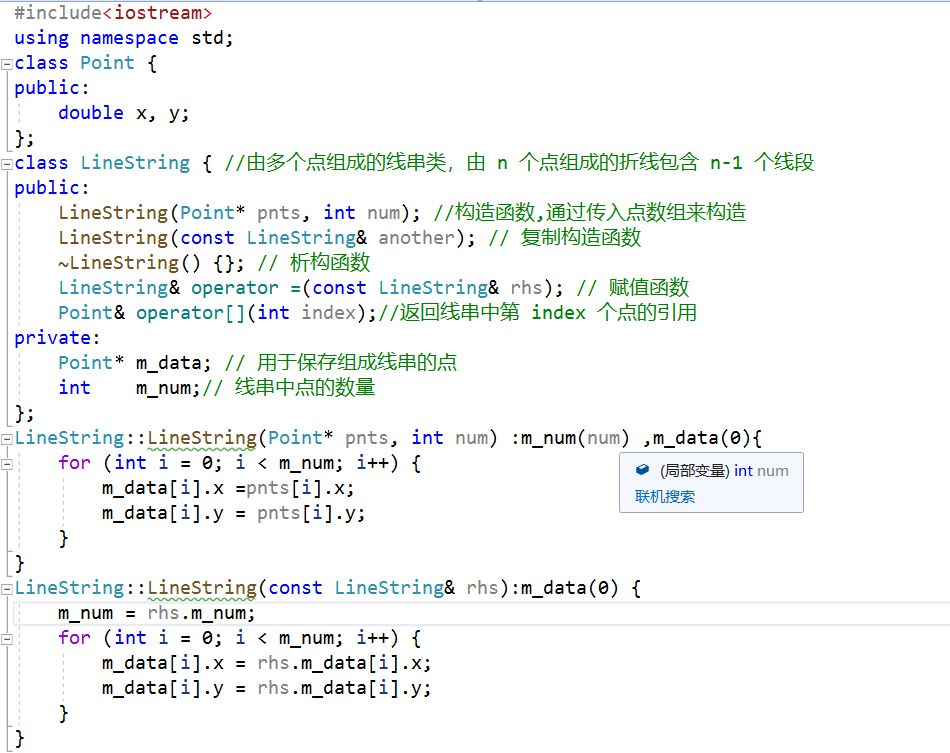 #include<iostream>
using namespace std;
class Point {
public:
    double x, y;
};
class LineString { //由多个点组成的线串类，由 n 个点组成的折线包含 n-1 个线段
public:
    LineString(Point* pnts, int num); //构造函数,通过传入点数组来构造
    LineString(const LineString& another); // 复制构造函数
    ~LineString() {}; // 析构函数
    LineString& operator =(const LineString& rhs); // 赋值函数
    Point& operator[](int index);//返回线串中第 index 个点的引用
private:
    Point* m_data; // 用于保存组成线串的点
    int    m_num;// 线串中点的数量
};
LineString::LineString(Point* pnts, int num) :m_num(num) ,m_data(0){
    for (int i = 0; i < m_num; i++) {
        m_data[i].x =pnts[i].x;
        m_data[i].y = pnts[i].y;
    }
}
(局部变量) int num
联机搜索
LineString::LineString(const LineString& rhs):m_data(0) {
    m_num = rhs.m_num;
    for (int i = 0; i < m_num; i++) {
        m_data[i].x = rhs.m_data[i].x;
        m_data[i].y = rhs.m_data[i].y;
    }
}